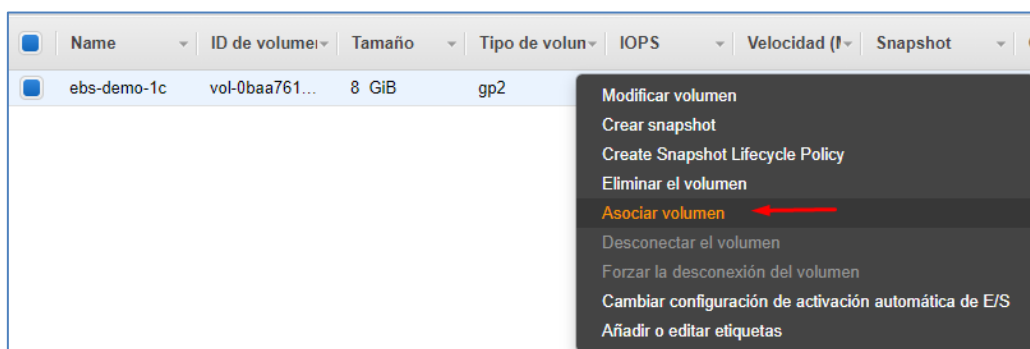 Name ID de volumen Tamaño Tipo de volun IOPS Velocidad (M Snapshot
ebs-demo-1c vol-0baa761... 8 GiB gp2
Modificar volumen
Crear snapshot
Create Snapshot Lifecycle Policy
Eliminar el volumen
Asociar volumen
Desconectar el volumen
Forzar la desconexión del volumen
Cambiar configuración de activación automática de E/S
Añadir o editar etiquetas